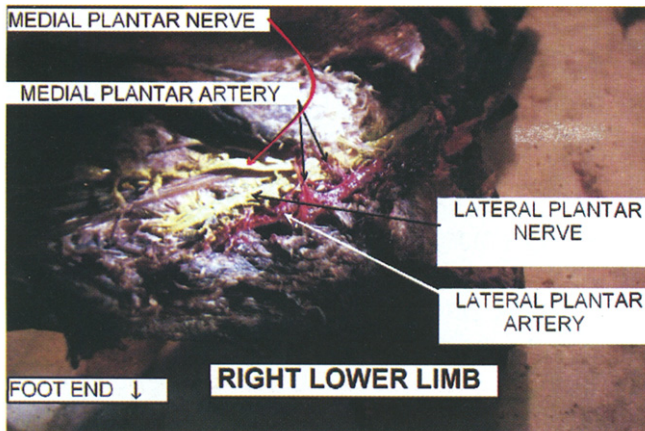 MEDIAL PLANTAR NERVE
MEDIAL PLANTAR ARTERY
LATERAL PLANTAR
NERVE
LATERAL PLANTAR
ARTERY
RIGHT LOWER LIMB
FOOT END ↓